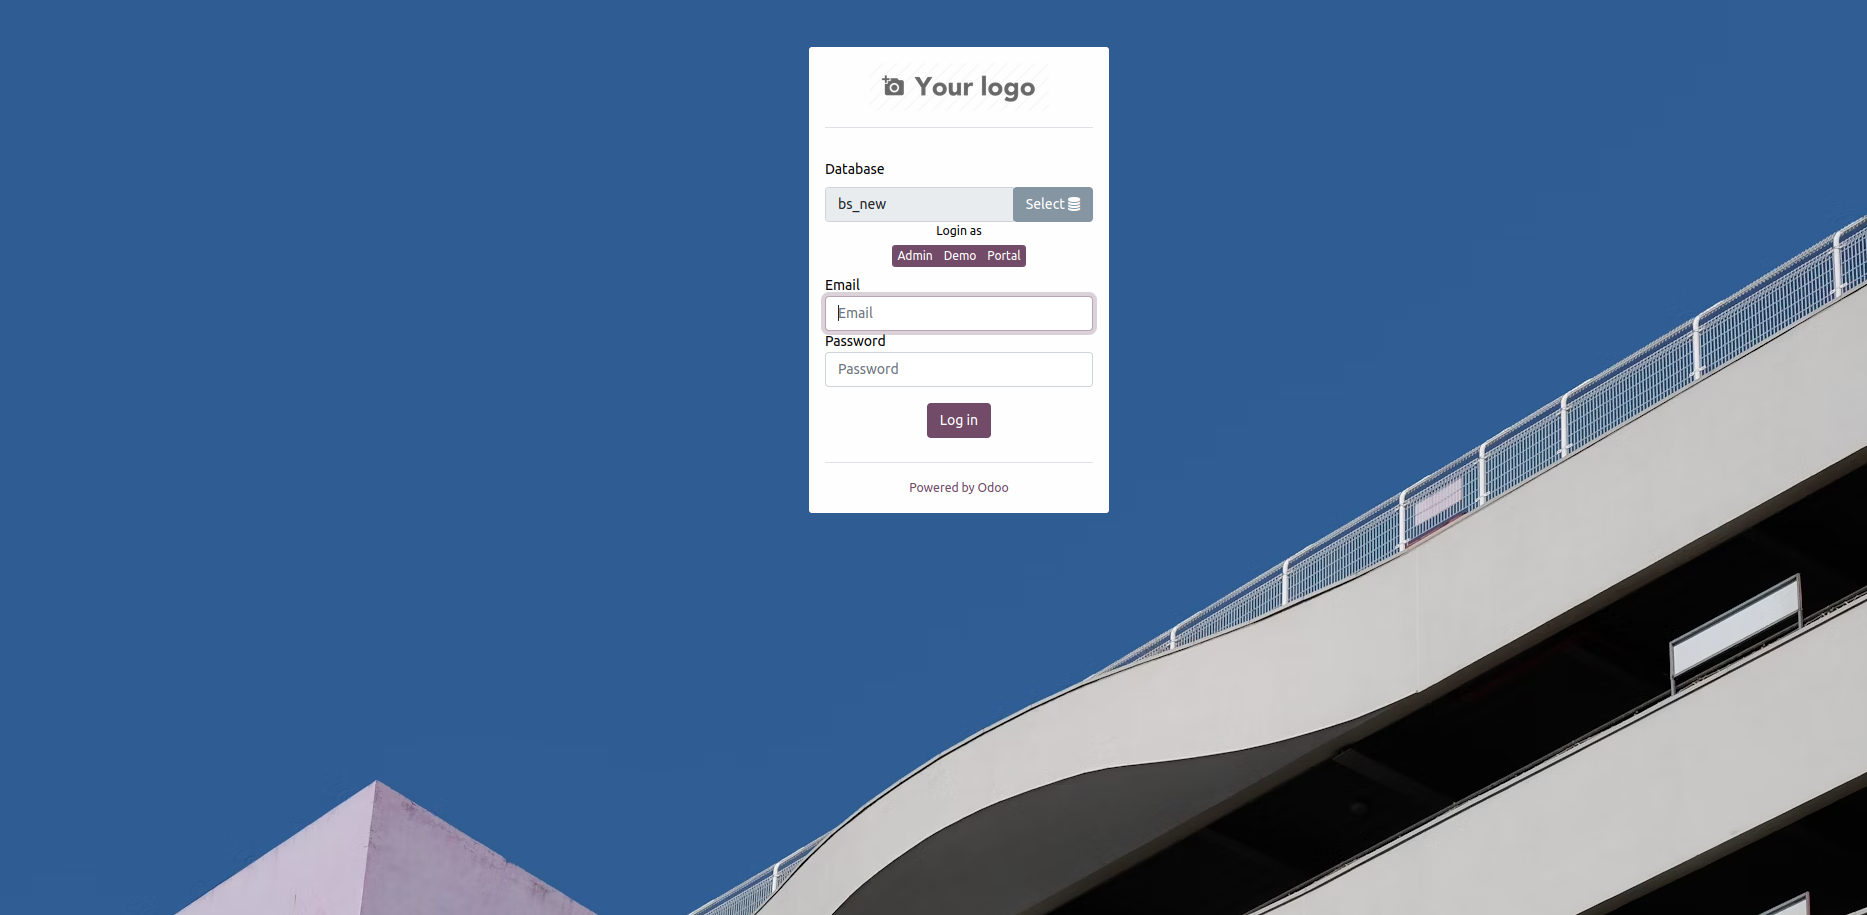 Your logo
Database
bs_new Select
Login as
Admin Demo Portal
Email
Email
Password
Password
Log in
Powered by Odoo